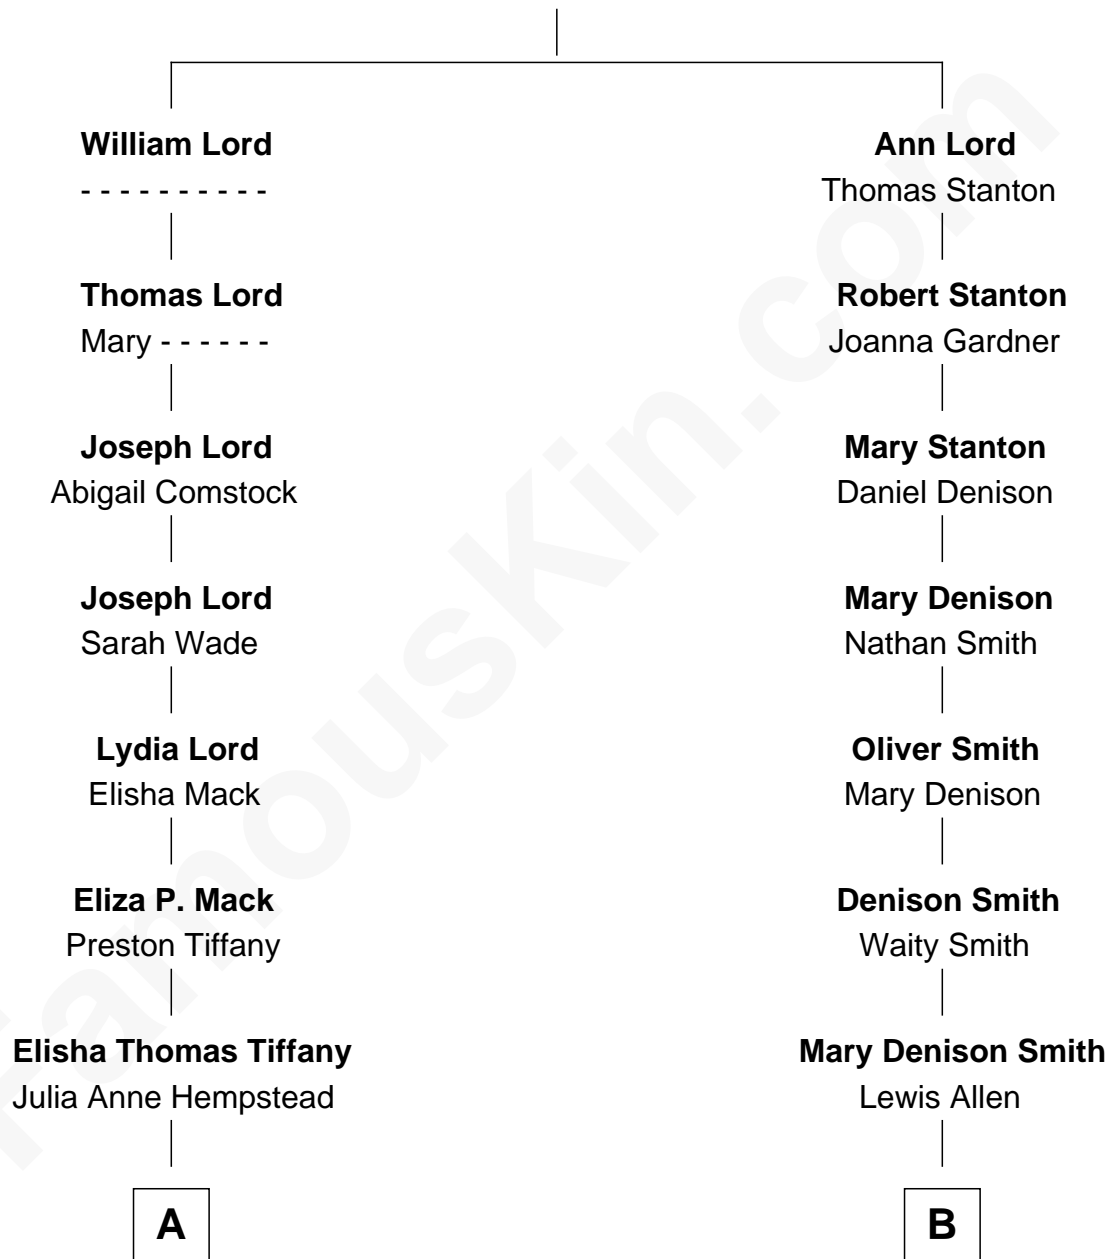 William Lord
- - - - - - - - - -
Thomas Lord
Mary - - - - - -
Joseph Lord
Abigail Comstock
Joseph Lord
Sarah Wade
Lydia Lord
Elisha Mack
Eliza P. Mack
Preston Tiffany
Elisha Thomas Tiffany
Julia Anne Hempstead
A
Ann Lord
Thomas Stanton
Robert Stanton
Joanna Gardner
Mary Stanton
Daniel Denison
Mary Denison
Nathan Smith
Oliver Smith
Mary Denison
Denison Smith
Waity Smith
Mary Denison Smith
Lewis Allen
B
FamousKin.com